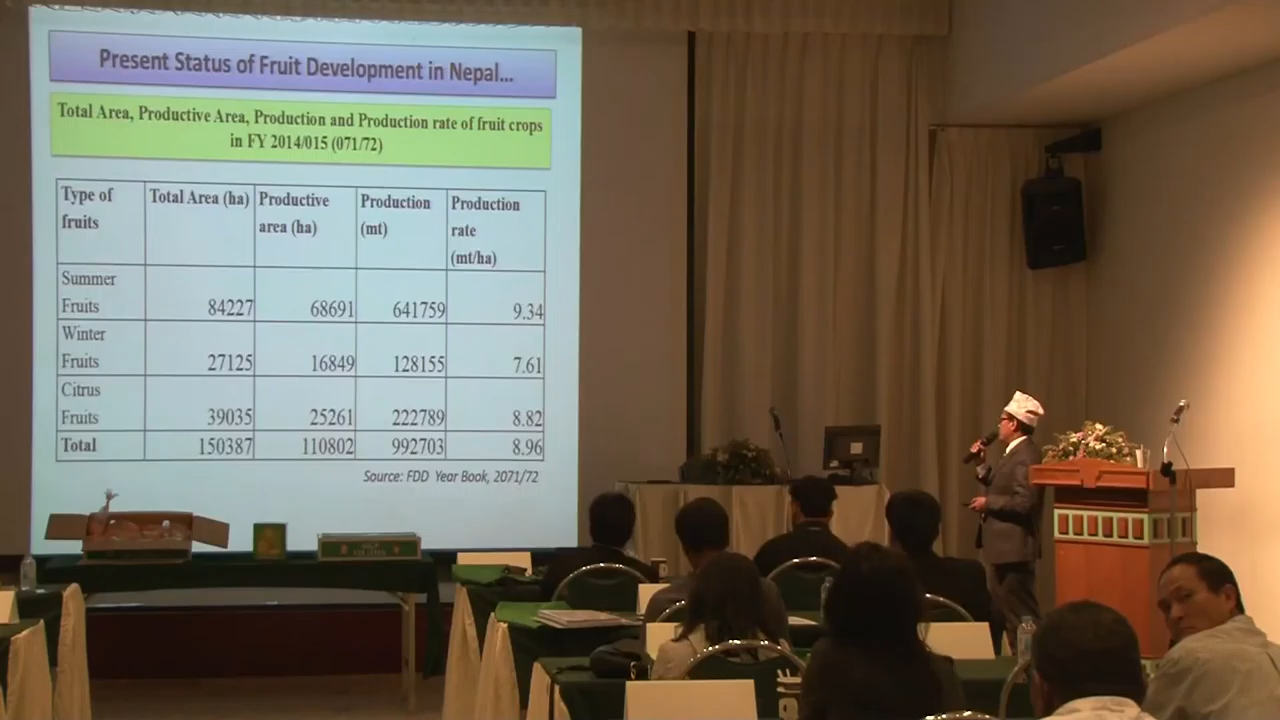 Present Status of Fruit Development in Nepal...
Total Area, Productive Area, Production and Production rate of fruit crops
in FY 2014/015 (071/72)
Type of fruits Total Area (ha) Productive area (ha) Production (mt) Production rate (mt/ha)
Summer Fruits 84227 68691 641759 9.34
Winter Fruits 27125 16849 128155 7.61
Citrus Fruits 39035 25261 222789 8.82
Total 150387 110802 992703 8.96
Source: FDD Year Book, 2071/72